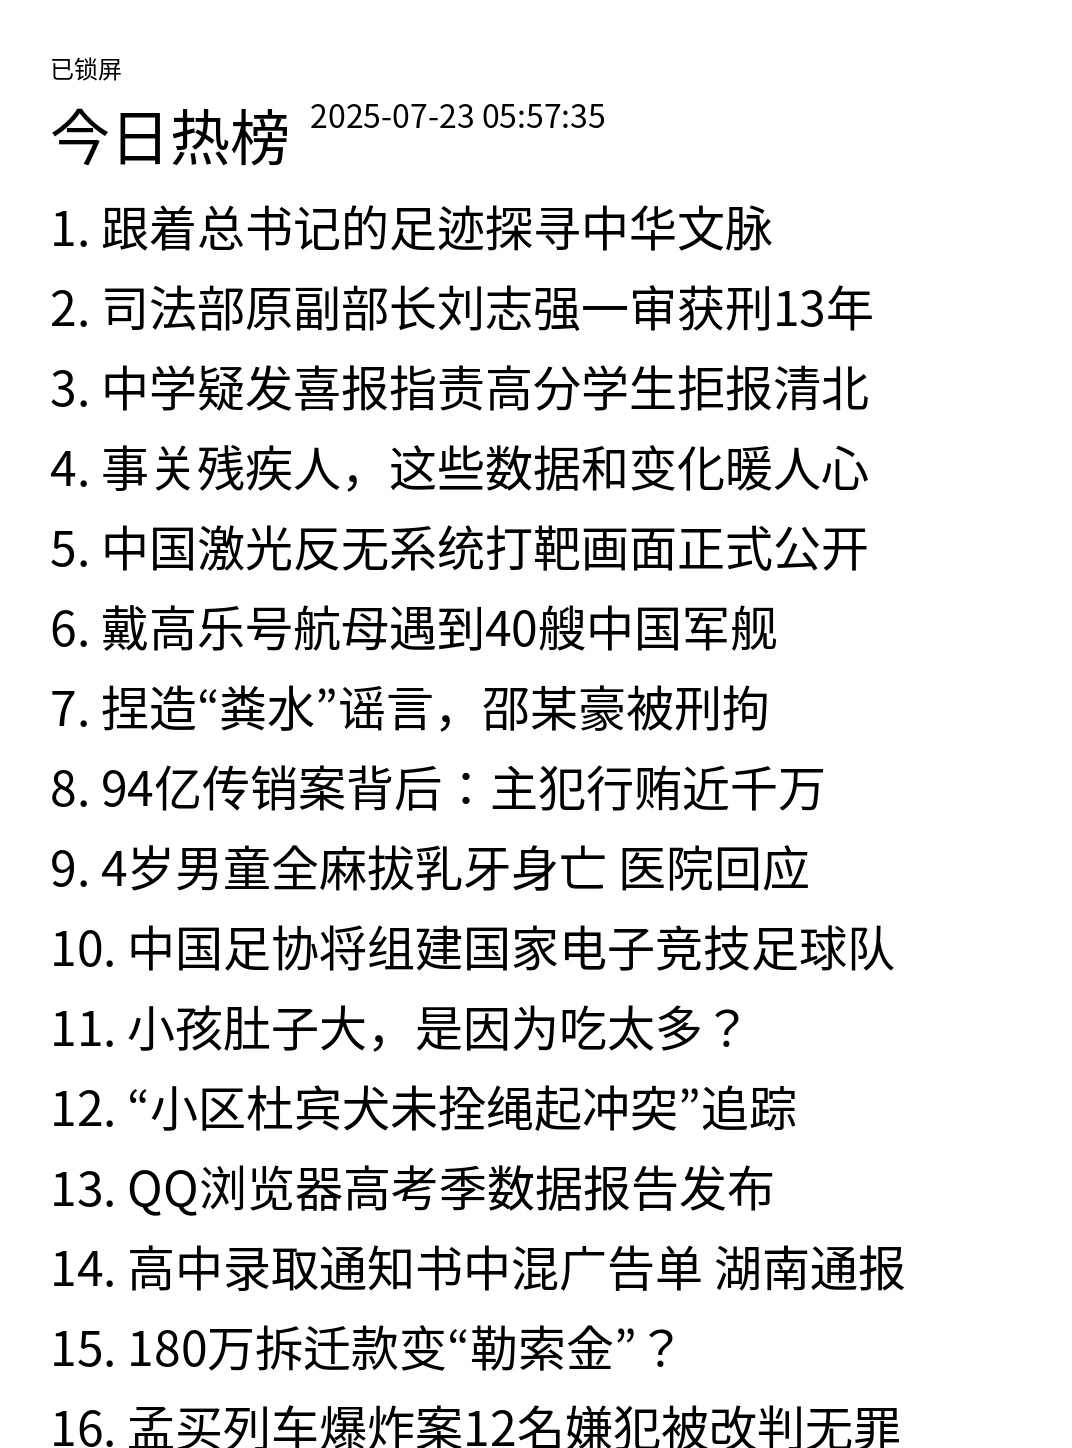 已锁屏
今日热榜 2025-07-23 05:57:35
1. 跟着总书记的足迹探寻中华文脉
2. 司法部原副部长刘志强一审获刑13年
3. 中学疑发喜报指责高分学生拒报清北
4. 事关残疾人，这些数据和变化暖人心
5. 中国激光反无系统打靶画面正式公开
6. 戴高乐号航母遇到40艘中国军舰
7. 捏造“粪水”谣言，邵某豪被刑拘
8. 94亿传销案背后：主犯行贿近千万
9. 4岁男童全麻拔乳牙身亡 医院回应
10. 中国足协将组建国家电子竞技足球队
11. 小孩肚子大，是因为吃太多？
12. “小区杜宾犬未拴绳起冲突”追踪
13. QQ浏览器高考季数据报告发布
14. 高中录取通知书中混广告单 湖南通报
15. 180万拆迁款变“勒索金”？
16. 孟买列车爆炸案12名嫌犯被改判无罪